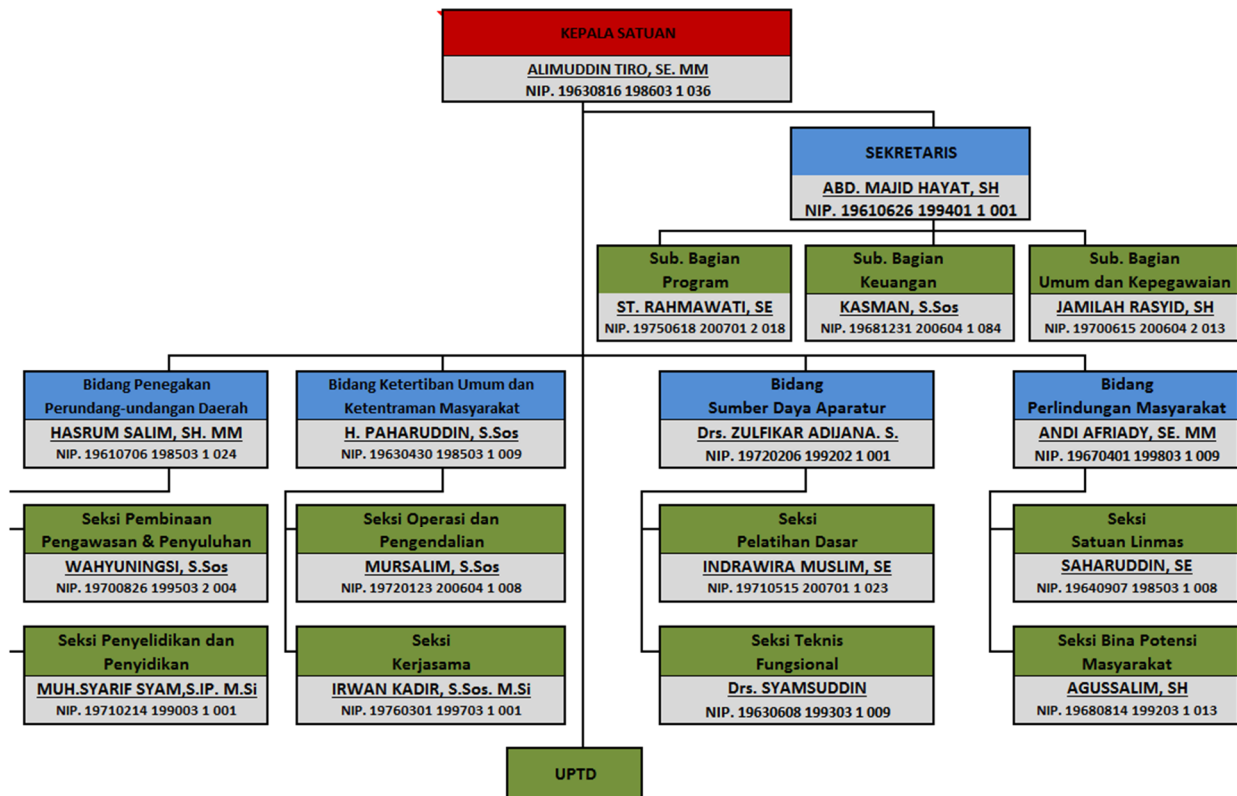 KEPALA SATUAN
ALIMUDDIN TIRO, SE. MM
NIP. 19630816 198603 1 036
SEKRETARIS
ABD. MAJID HAYAT, SH
NIP. 19610626 199401 1 001
Sub. Bagian
Program
ST. RAHMAWATI, SE
NIP. 19750618 200701 2 018
Sub. Bagian
Keuangan
KASMAN, S.Sos
NIP. 19681231 200604 1 084
Sub. Bagian
Umum dan Kepegawaian
JAMILAH RASYID, SH
NIP. 19700615 200604 2 013
Bidang Penegakan
Perundang-undangan Daerah
HASRUM SALIM, SH. MM
NIP. 19610706 198503 1 024
Bidang Ketertiban Umum dan
Ketentraman Masyarakat
H. PAHARUDDIN, S.Sos
NIP. 19630430 198503 1 009
Bidang
Sumber Daya Aparatur
Drs. ZULFIKAR ADIJANA. S.
NIP. 19720206 199202 1 001
Bidang
Perlindungan Masyarakat
ANDI AFRIADY, SE. MM
NIP. 19670401 199803 1 009
Seksi Pembinaan
Pengawasan & Penyuluhan
WAHYUNINGSI, S.Sos
NIP. 19700826 199503 2 004
Seksi Operasi dan
Pengendalian
MURSALIM, S.Sos
NIP. 19720123 200604 1 008
Seksi
Pelatihan Dasar
INDRAWIRA MUSLIM, SE
NIP. 19710515 200701 1 023
Seksi
Satuan Linmas
SAHARUDDIN, SE
NIP. 19640907 198503 1 008
Seksi Penyelidikan dan
Penyidikan
MUH.SYARIF SYAM,S.IP. M.Si
NIP. 19710214 199003 1 001
Seksi
Kerjasama
IRWAN KADIR, S.Sos. M.Si
NIP. 19760301 199703 1 001
Seksi Teknis
Fungsional
Drs. SYAMSUDDIN
NIP. 19630608 199303 1 009
Seksi Bina Potensi
Masyarakat
AGUSSALIM, SH
NIP. 19680814 199203 1 013
UPTD